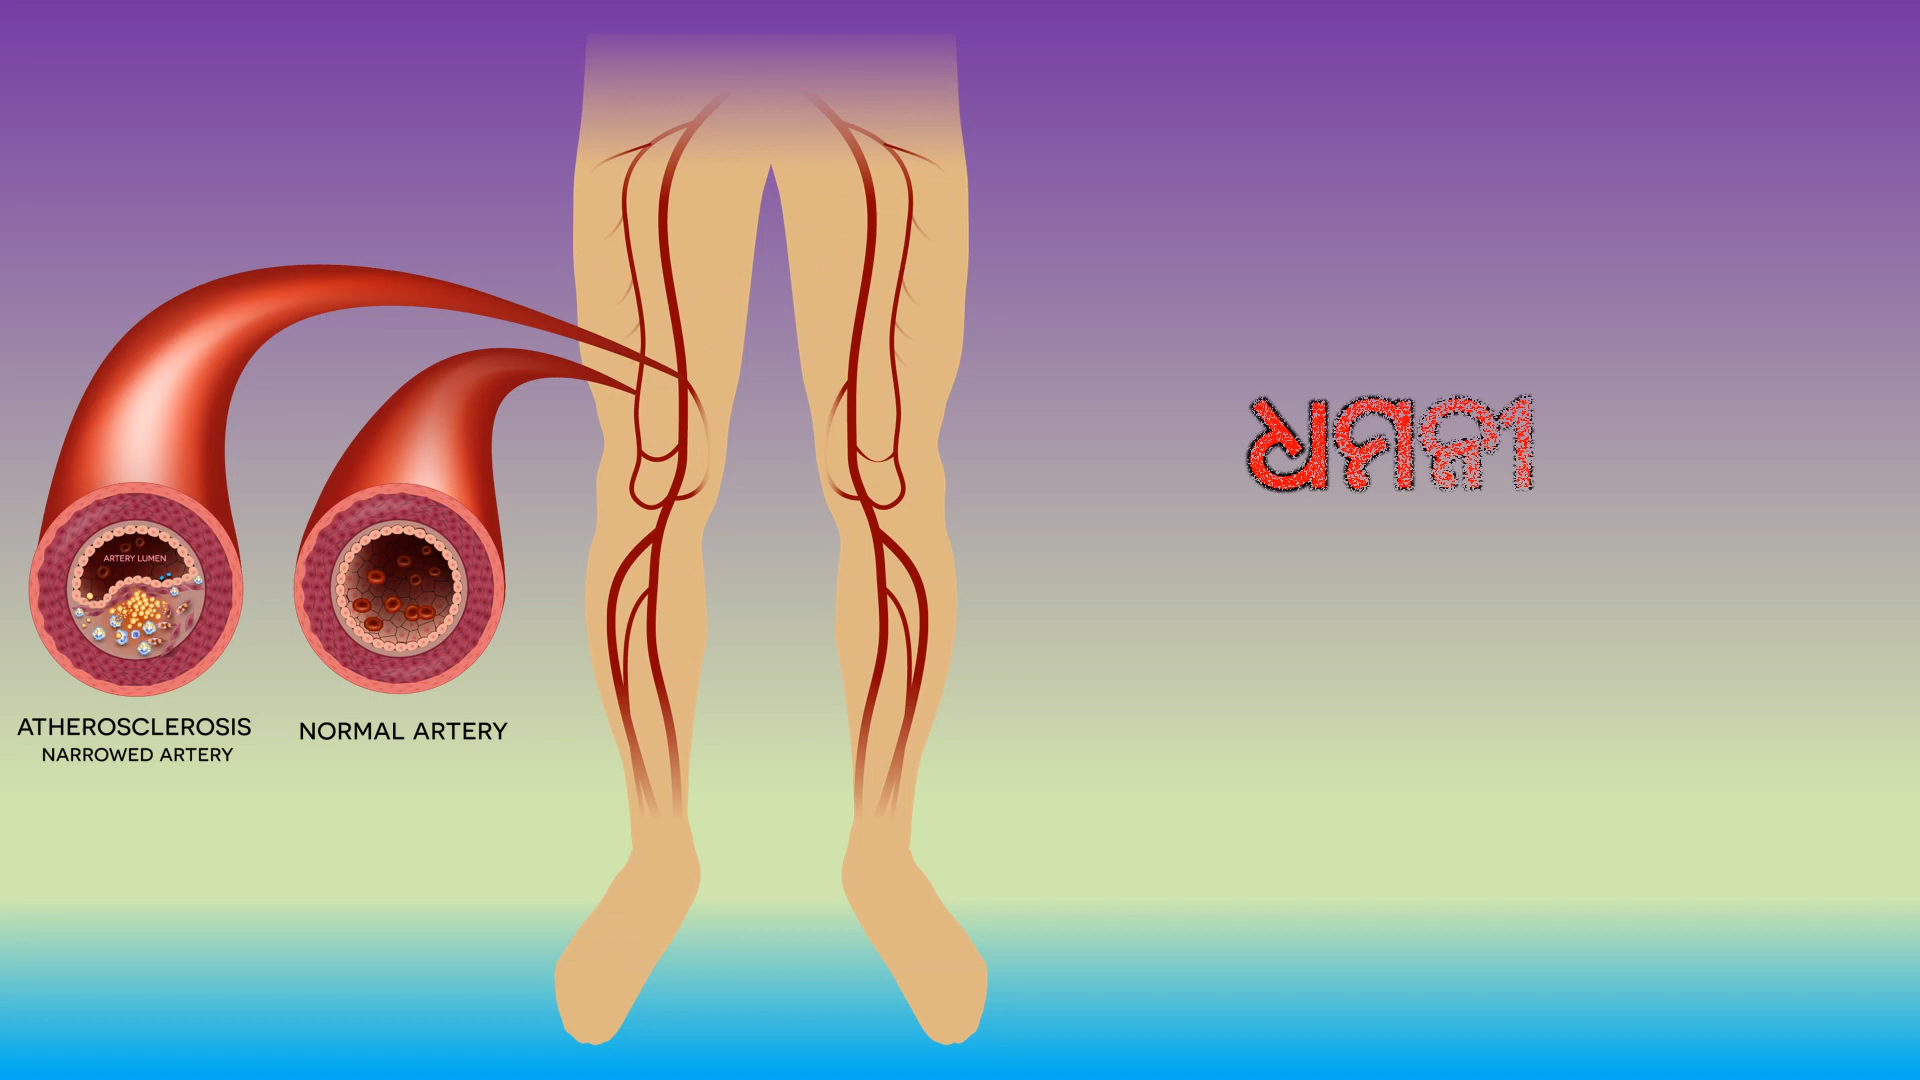 ARTERY LUMEN
ATHEROSCLEROSIS
NARROWED ARTERY
NORMAL ARTERY
ଧମନୀ